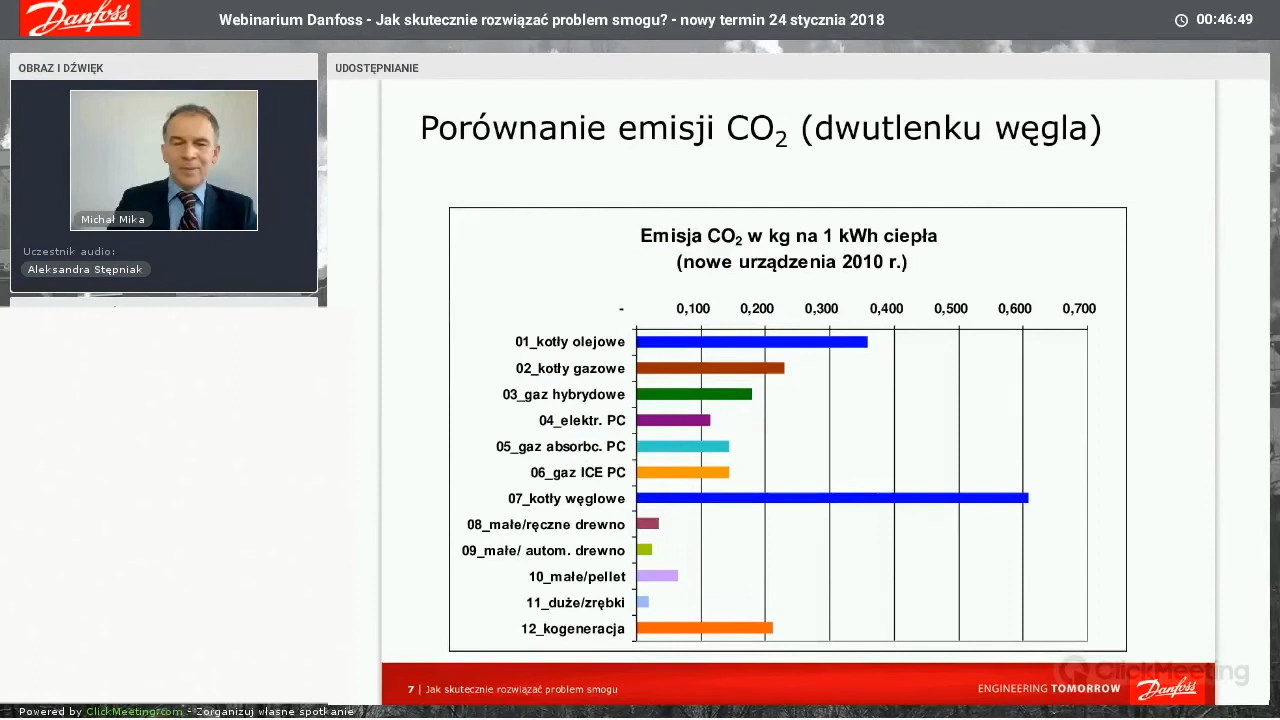 Danfoss
Webinarium Danfoss - Jak skutecznie rozwiązać problem smogu? - nowy termin 24 stycznia 2018
00:46:49
OBRAZ I DŹWIĘK
UDOSTĘPNIANIE
Michał Mika
Uczestnik audio:
Aleksandra Stępniak
Porównanie emisji CO₂ (dwutlenku węgla)
Emisja CO₂ w kg na 1 kWh ciepła
(nowe urządzenia 2010 r.)
- 0,100 0,200 0,300 0,400 0,500 0,600 0,700
01_kotły olejowe
02_kotły gazowe
03_gaz hybrydowe
04_elektr. PC
05_gaz absorbc. PC
06_gaz ICE PC
07_kotły węglowe
08_małe/ręczne drewno
09_małe/ autom. drewno
10_małe/pellet
11_duże/zrębki
12_kogeneracja
ClickMeeting
7 | Jak skutecznie rozwiązać problem smogu
ENGINEERING TOMORROW
Danfoss
Powered by ClickMeeting.com - Zorganizuj własne spotkanie